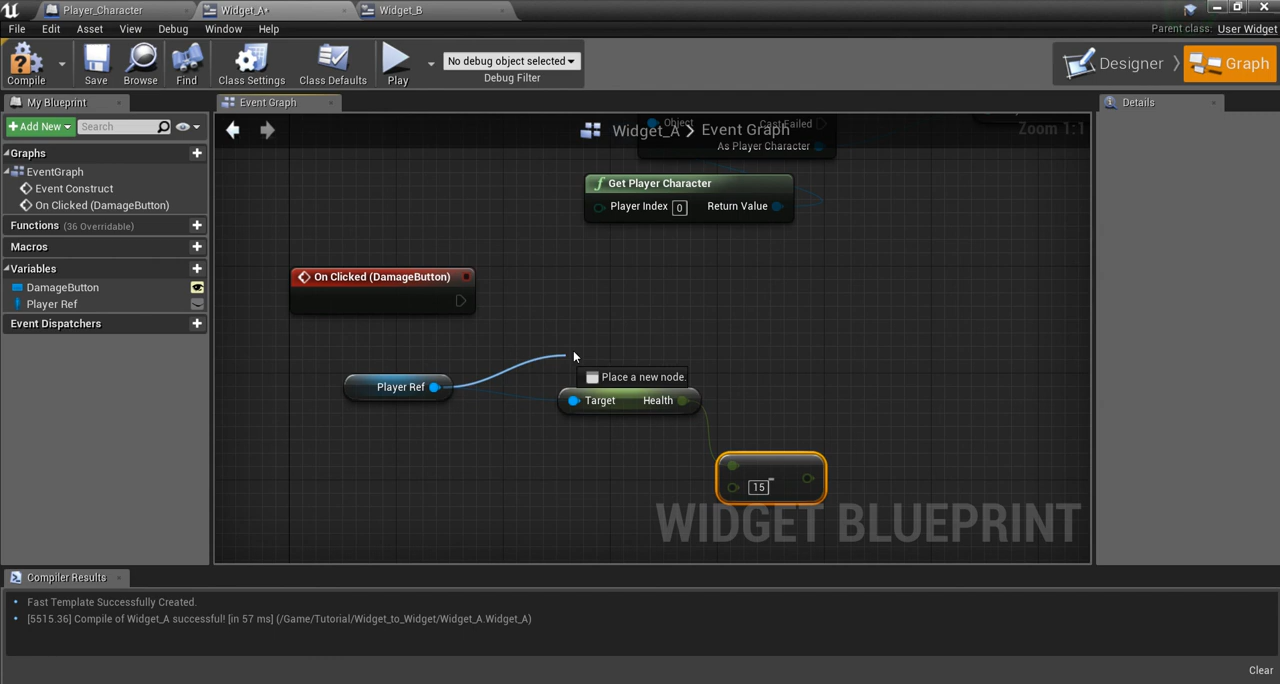 Player_Character
Widget_A*
Widget_B
File
Edit
Asset
View
Debug
Window
Help
Parent class:
User Widget
Compile
Save
Browse
Find
Class Settings
Class Defaults
Play
No debug object selected
Debug Filter
Designer
Graph
My Blueprint
Event Graph
Details
+Add New
Search
Widget_A > Event Graph
Zoom 1:1
Object
Cast Failed
As Player Character
Graphs
EventGraph
Event Construct
On Clicked (DamageButton)
Functions (36 Overridable)
Macros
Variables
DamageButton
Player Ref
Event Dispatchers
Get Player Character
Player Index 0
Return Value
On Clicked (DamageButton)
Place a new node.
Player Ref
Target
Health
15
-
WIDGET BLUEPRINT
Compiler Results
Fast Template Successfully Created.
[5515.36] Compile of Widget_A successful! [in 57 ms] (/Game/Tutorial/Widget_to_Widget/Widget_A.Widget_A)
Clear